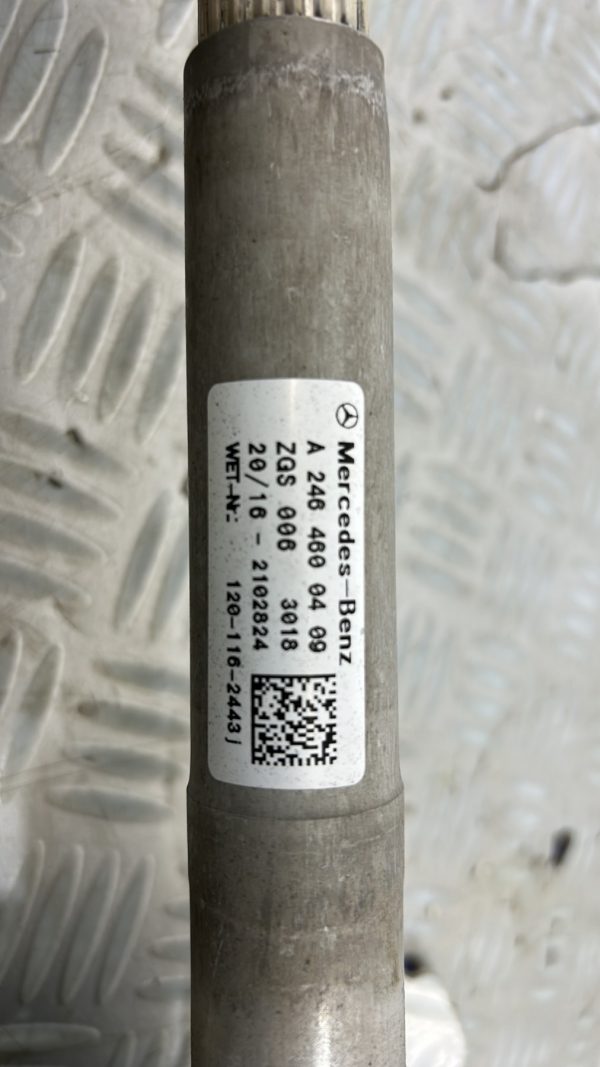 Mercedes-Benz
A 246 460 04 09
ZGS 006 3018
20/16 - 2102824
WET-Nr: 120-116-2443j